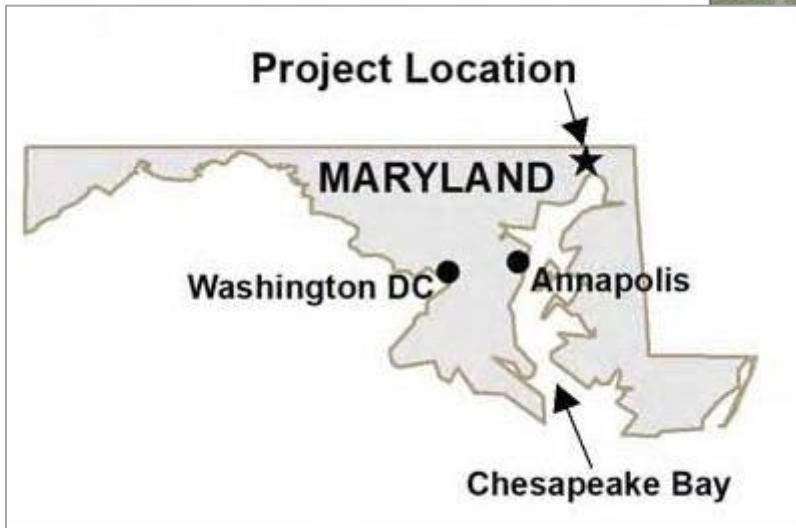 Project Location
MARYLAND
Washington DC
Annapolis
Chesapeake Bay